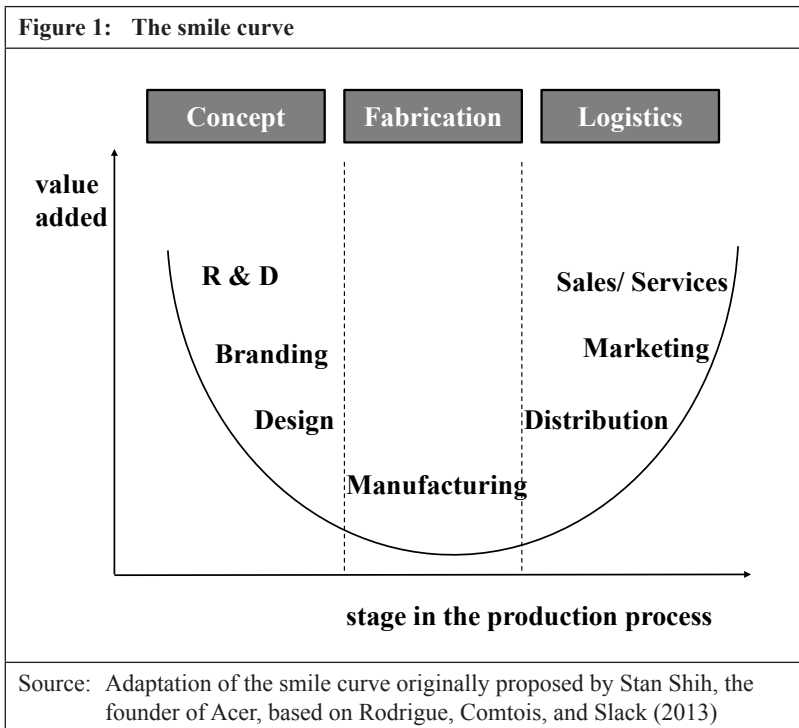 Figure 1: The smile curve
Concept
Fabrication
Logistics
value
added
R & D
Sales/ Services
Branding
Marketing
Design
Distribution
Manufacturing
stage in the production process
Source: Adaptation of the smile curve originally proposed by Stan Shih, the
founder of Acer, based on Rodrigue, Comtois, and Slack (2013)